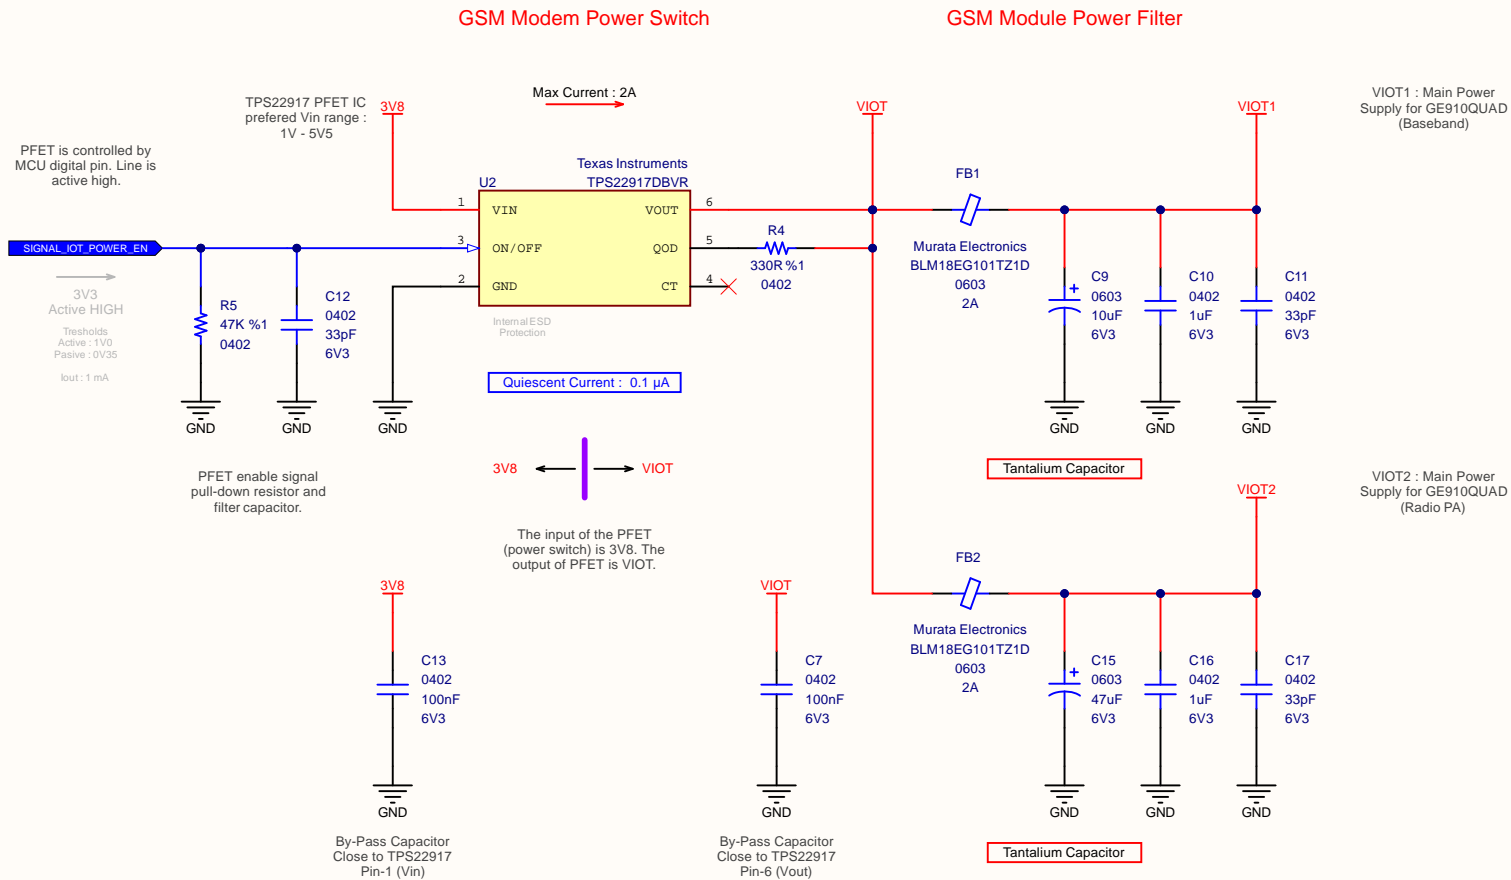 GSM Modem Power Switch
GSM Module Power Filter
TPS22917 PFET IC
prefered Vin range :
1V - 5V5
3V8
Max Current : 2A
VIOT
VIOT1
VIOT1 : Main Power
Supply for GE910QUAD
(Baseband)
PFET is controlled by
MCU digital pin. Line is
active high.
Texas Instruments
TPS22917DBVR
U2
1
VIN
VOUT
6
3
ON/OFF
QOD
5
2
GND
CT
4
SIGNAL_IOT_POWER_EN
3V3
Active HIGH
Tresholds
Active : 1V0
Pasive : 0V35
Iout : 1 mA
R5
47K %1
0402
GND
C12
0402
33pF
6V3
GND
GND
Internal ESD
Protection
Quiescent Current :  0.1 µA
R4
330R %1
0402
FB1
Murata Electronics
BLM18EG101TZ1D
0603
2A
+
C9
0603
10uF
6V3
GND
C10
0402
1uF
6V3
GND
C11
0402
33pF
6V3
GND
PFET enable signal
pull-down resistor and
filter capacitor.
3V8
VIOT
The input of the PFET
(power switch) is 3V8. The
output of PFET is VIOT.
Tantalium Capacitor
VIOT2
VIOT2 : Main Power
Supply for GE910QUAD
(Radio PA)
3V8
C13
0402
100nF
6V3
GND
By-Pass Capacitor
Close to TPS22917
Pin-1 (Vin)
VIOT
C7
0402
100nF
6V3
GND
By-Pass Capacitor
Close to TPS22917
Pin-6 (Vout)
FB2
Murata Electronics
BLM18EG101TZ1D
0603
2A
+
C15
0603
47uF
6V3
GND
C16
0402
1uF
6V3
GND
C17
0402
33pF
6V3
GND
Tantalium Capacitor